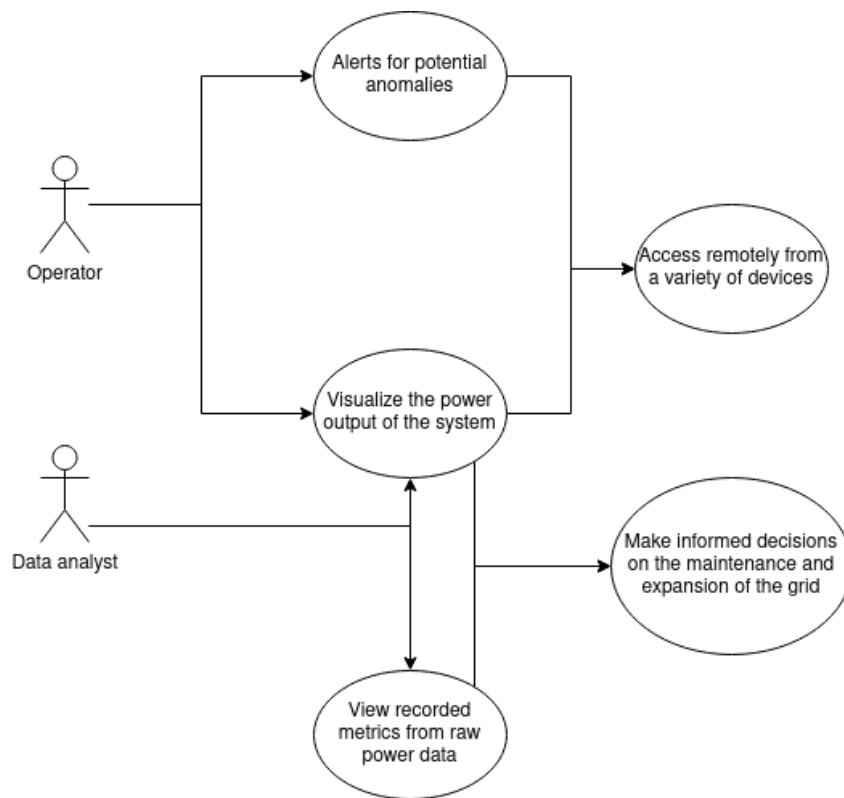 Alerts for potential
anomalies
Operator
Access remotely from
a variety of devices
Visualize the power
output of the system
Data analyst
Make informed decisions
on the maintenance and
expansion of the grid
View recorded
metrics from raw
power data